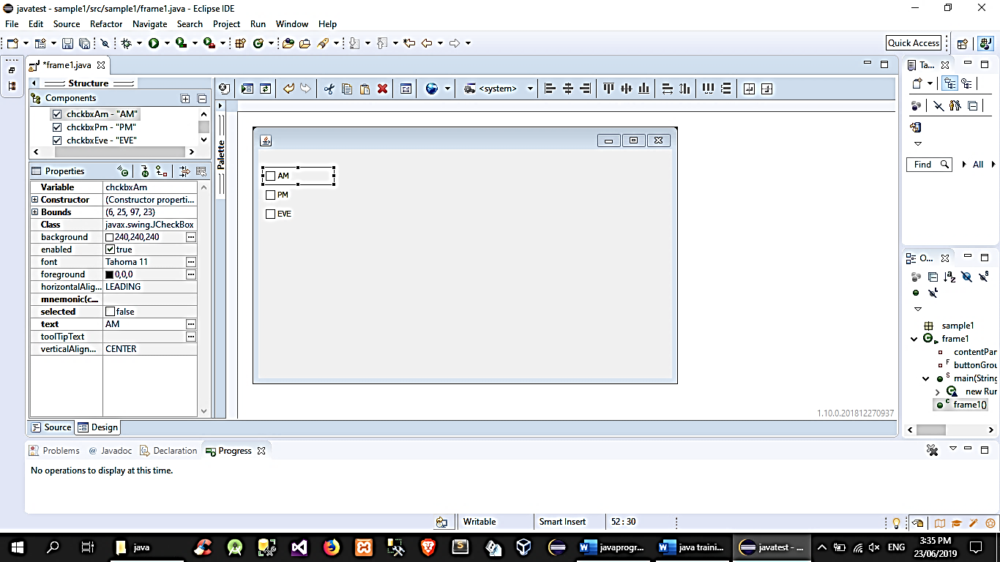 javatest - sample1/src/sample1/frame1.java - Eclipse IDE
File Edit Source Refactor Navigate Search Project Run Window Help
Quick Access
*frame1.java
Structure
Components
chckbxAm - "AM"
chckbxPm - "PM"
chckbxEve - "EVE"
Properties
Variable chckbxAm
Constructor (Constructor properti...
Bounds (6, 25, 97, 23)
Class javax.swing.JCheckBox
background 240,240,240
enabled true
font Tahoma 11
foreground 0,0,0
horizontalAlig... LEADING
mnemonic(c...
selected false
text AM
toolTipText
verticalAlign... CENTER
Palette
<system>
AM
PM
EVE
1.10.0.201812270937
Source Design
Ta...
Find All
O...
sample1
frame1
contentPan
buttonGrou
main(String
new Run
frame1()
Problems @ Javadoc Declaration Progress
No operations to display at this time.
Writable Smart Insert 52 : 30
java
javaprogr...
java traini...
javatest - ...
ENG
3:35 PM
23/06/2019